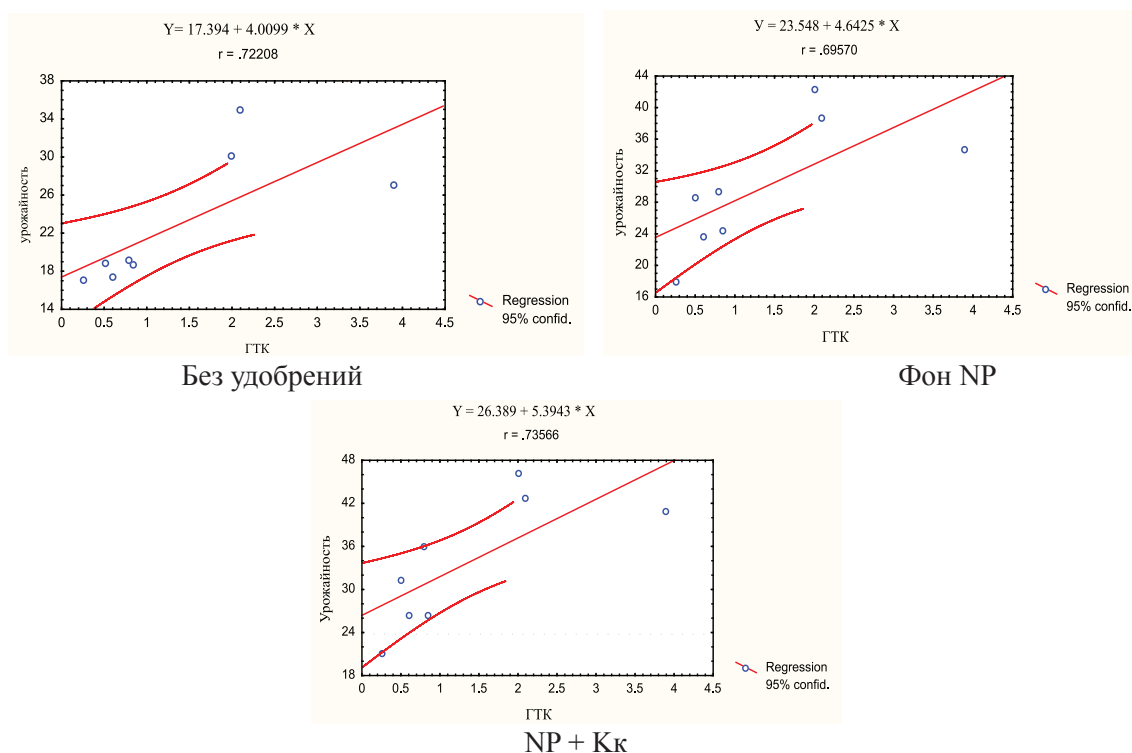 Y= 17.394 + 4.0099 * X
r = .72208
38
34
30
26
22
18
14
урожайность
0 0.5 1 1.5 2 2.5 3 3.5 4 4.5
ГТК
Regression
95% confid.
Без удобрений
У = 23.548 + 4.6425 * X
r = .69570
44
40
36
32
28
24
20
16
урожайность
0 0.5 1 1.5 2 2.5 3 3.5 4 4.5
ГТК
Regression
95% confid.
Фон NP
Y = 26.389 + 5.3943 * X
r = .73566
48
42
36
30
24
18
Урожайность
0 0.5 1 1.5 2 2.5 3 3.5 4 4.5
ГТК
Regression
95% confid.
NP + Кк